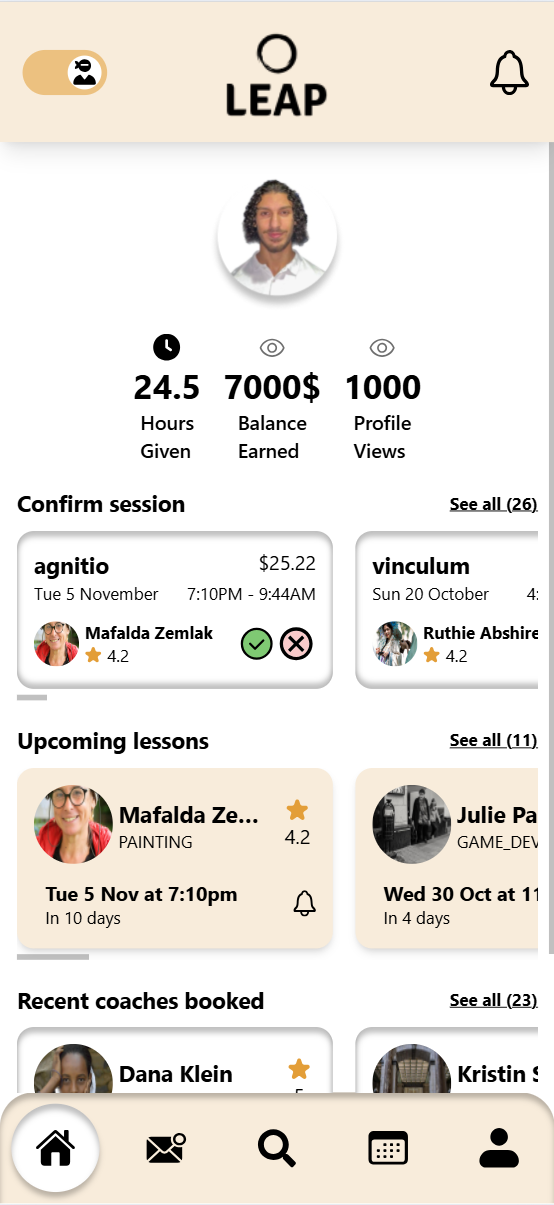 LEAP
24.5 7000$ 1000
Hours Balance Profile
Given Earned Views
Confirm session See all (26)
agnitio $25.22
Tue 5 November 7:10PM - 9:44AM
Mafalda Zemlak
4.2
vinculum
Sun 20 October 4:
Ruthie Abshire
4.2
Upcoming lessons See all (11)
Mafalda Ze...
PAINTING 4.2
Tue 5 Nov at 7:10pm
In 10 days
Julie Pa
GAME_DEV
Wed 30 Oct at 11
In 4 days
Recent coaches booked See all (23)
Dana Klein
Kristin S